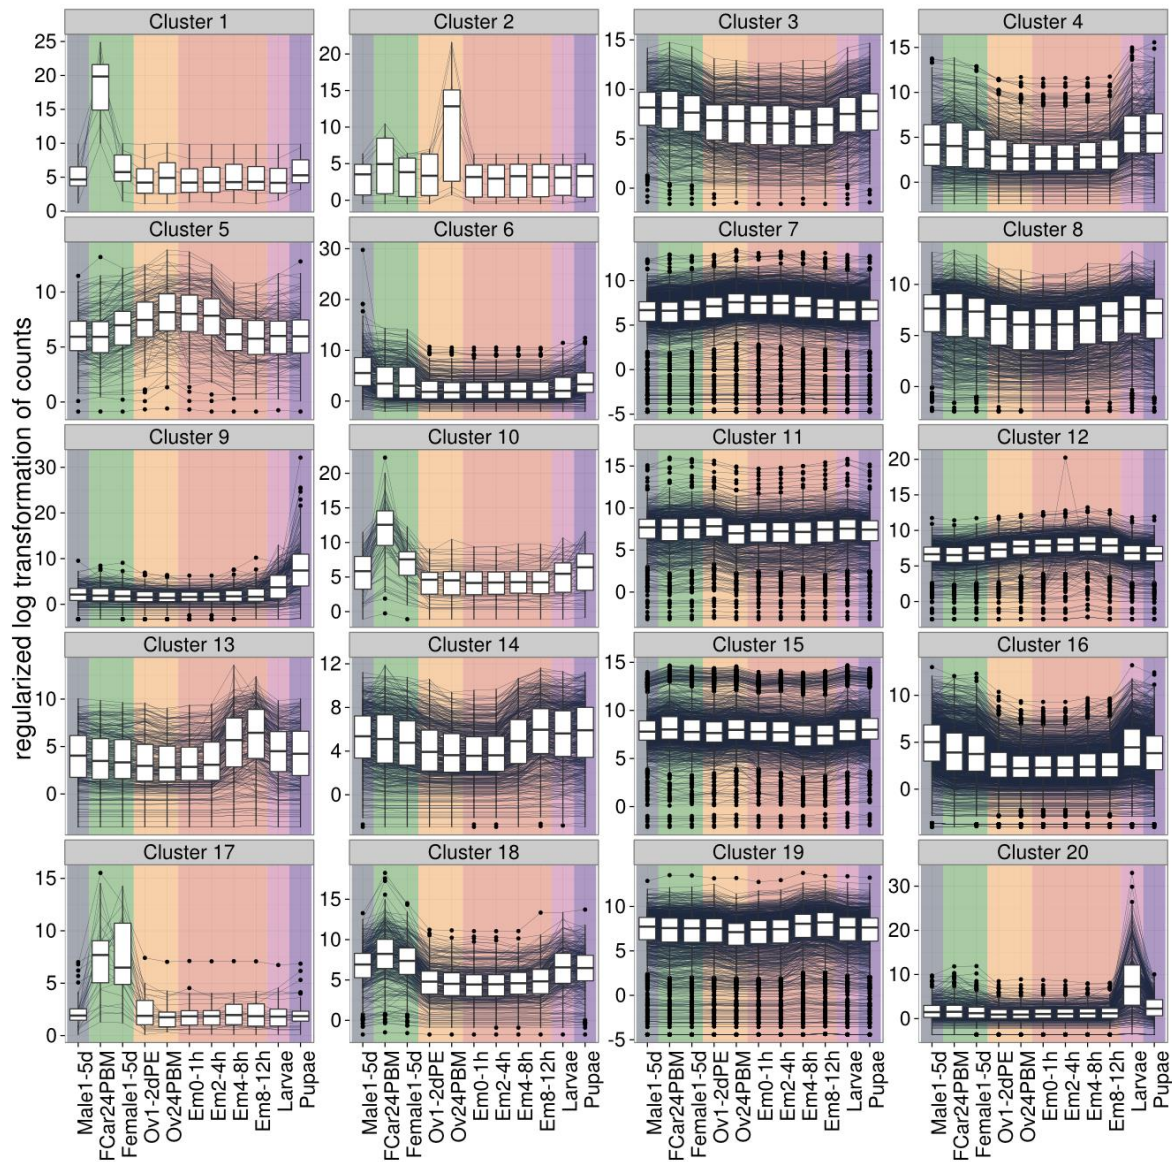 Cluster 1 Cluster 2 Cluster 3 Cluster 4
25 20 15 10 5 0
20 15 10 5 0
15 10 5 0
15 10 5 0
Cluster 5 Cluster 6 Cluster 7 Cluster 8
10 5 0
30 20 10 0
10 5 0 -5
10 5 0
Cluster 9 Cluster 10 Cluster 11 Cluster 12
30 20 10 0
20 15 10 5 0
15 10 5 0
20 15 10 5 0
Cluster 13 Cluster 14 Cluster 15 Cluster 16
10 5 0
12 8 4 0
15 10 5 0
10 5 0
Cluster 17 Cluster 18 Cluster 19 Cluster 20
15 10 5 0
15 10 5 0
15 10 5 0 -5
30 20 10 0
regularized log transformation of counts
Male1-5d FCar24PBM Female1-5d Ov1-2dPE Ov24PBM Em0-1h Em2-4h Em4-8h Em8-12h Larvae Pupae
Male1-5d FCar24PBM Female1-5d Ov1-2dPE Ov24PBM Em0-1h Em2-4h Em4-8h Em8-12h Larvae Pupae
Male1-5d FCar24PBM Female1-5d Ov1-2dPE Ov24PBM Em0-1h Em2-4h Em4-8h Em8-12h Larvae Pupae
Male1-5d FCar24PBM Female1-5d Ov1-2dPE Ov24PBM Em0-1h Em2-4h Em4-8h Em8-12h Larvae Pupae